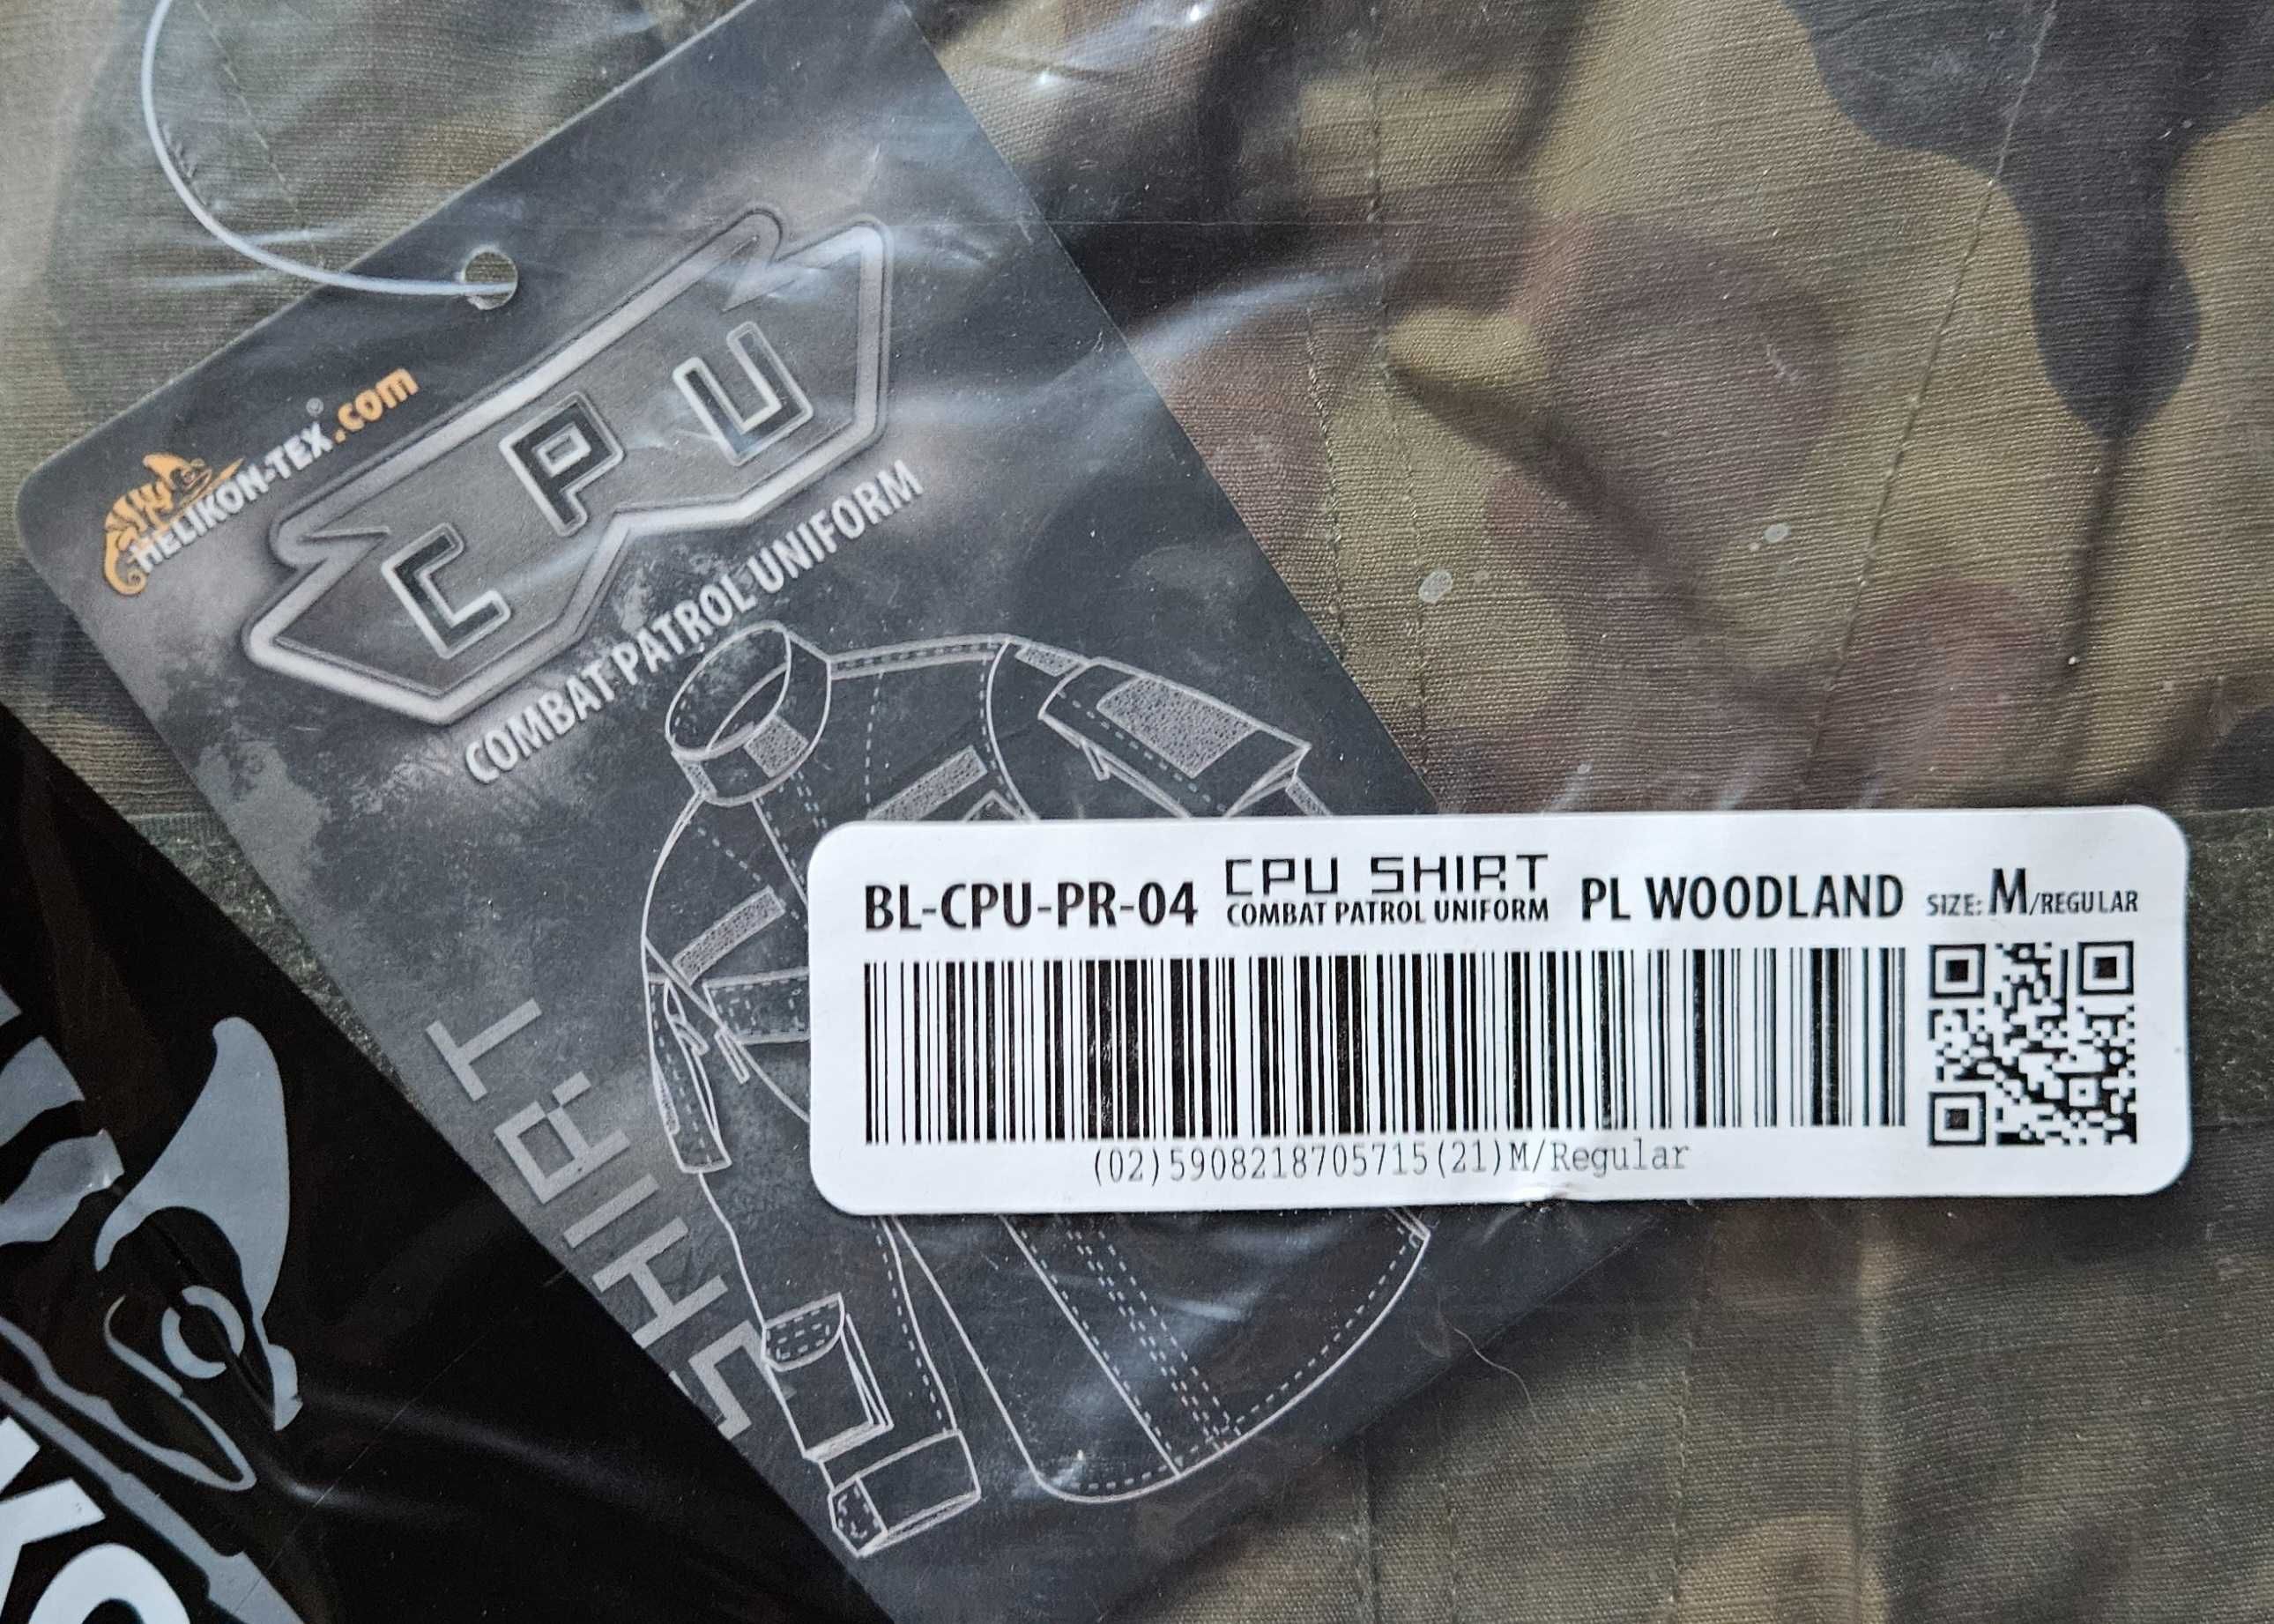 HELIKON-TEX®.com
CPU
COMBAT PATROL UNIFORM
SHIRT
BL-CPU-PR-04 CPU SHIRT PL WOODLAND SIZE: M/REGULAR
COMBAT PATROL UNIFORM
(02)5908218705715(21)M/Regular